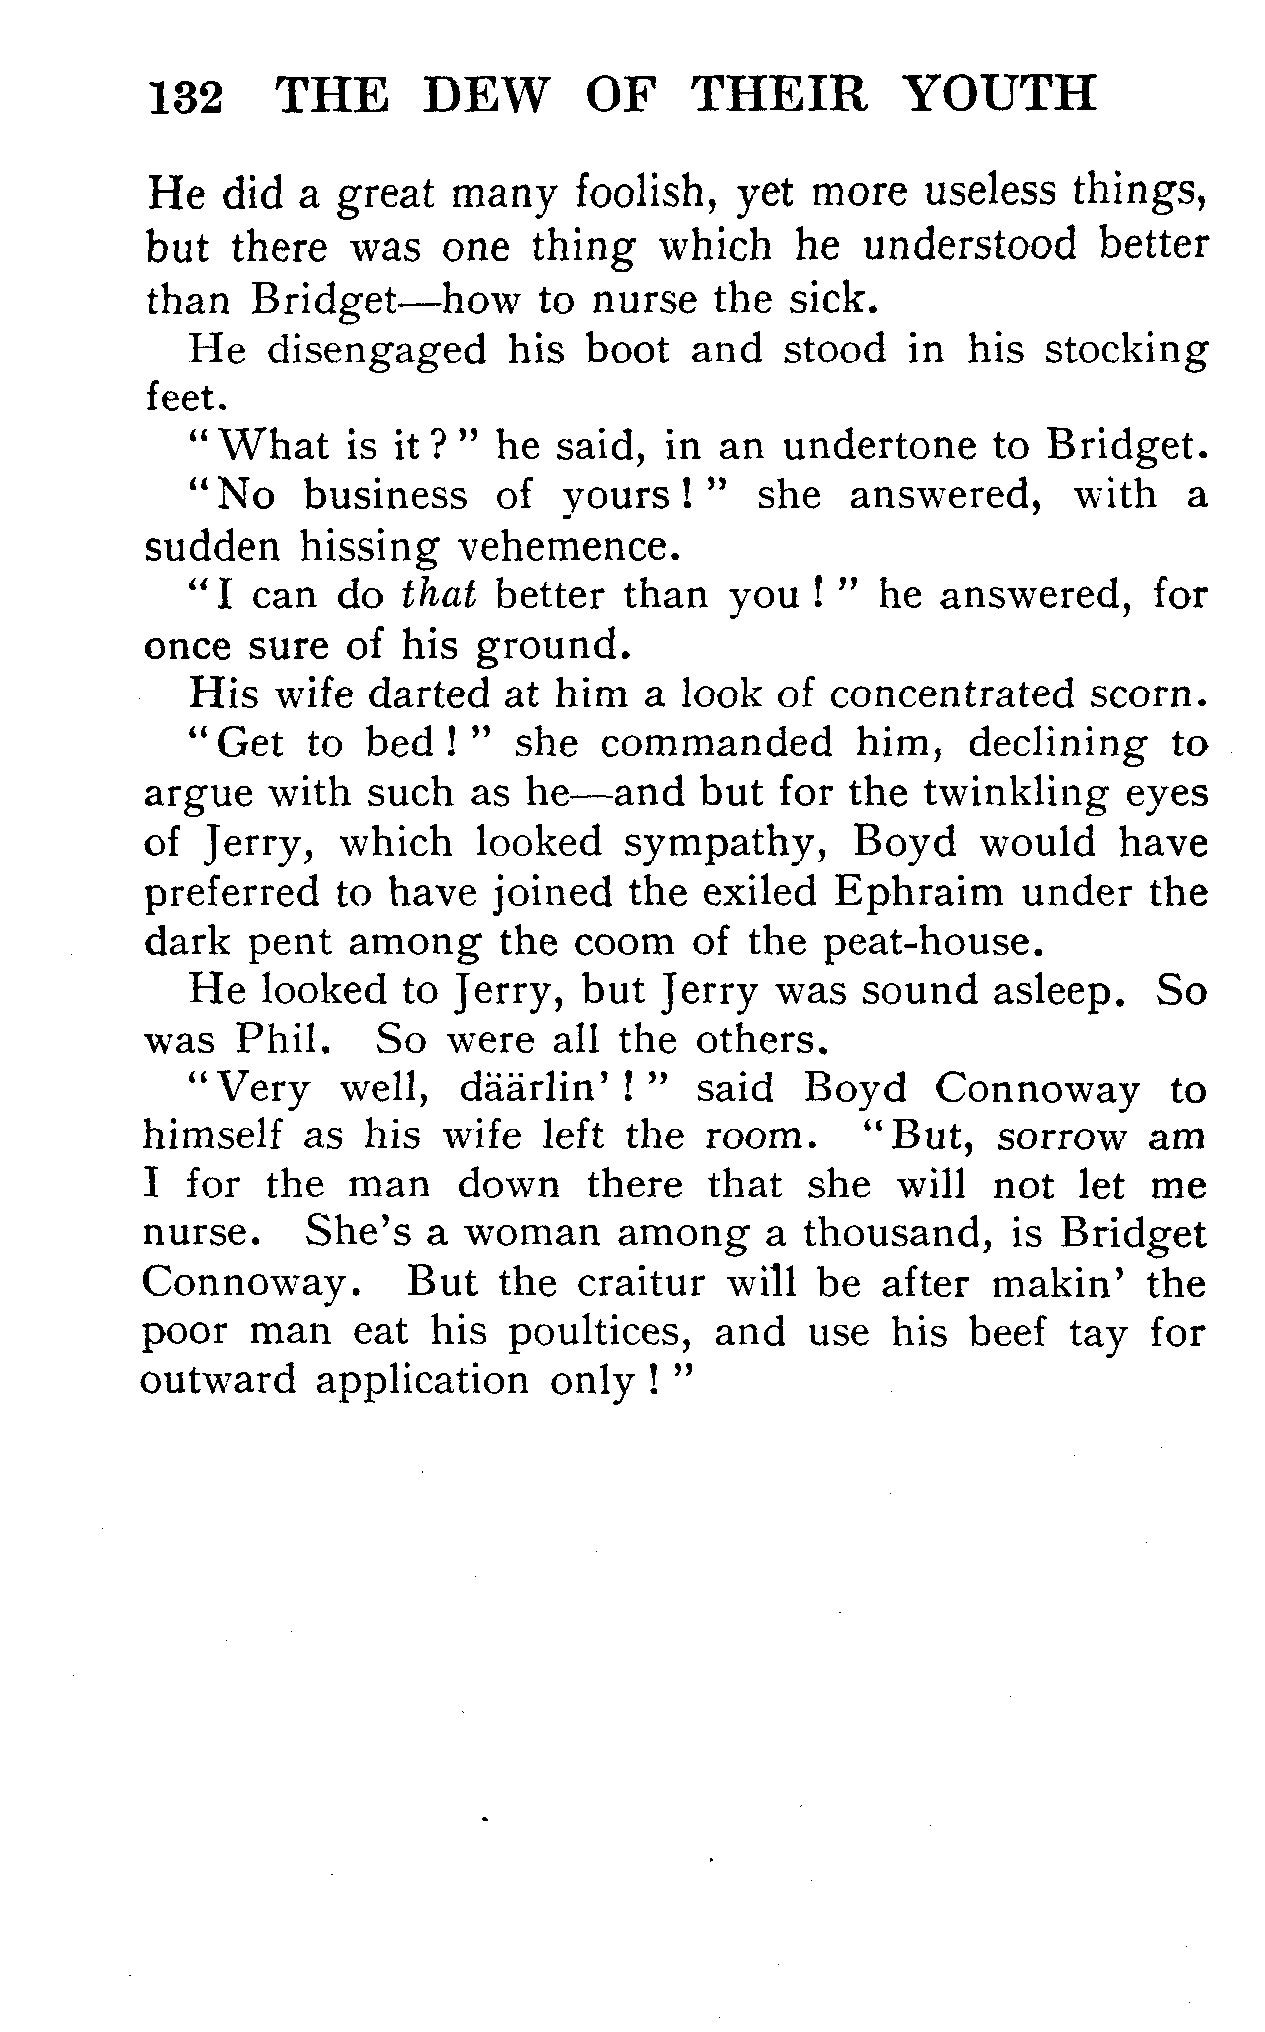 132 THE DEW OF THEIR YOUTH
He did a great many foolish, yet more useless things,
but there was one thing which he understood better
than Bridget—how to nurse the sick.
He disengaged his boot and stood in his stocking
feet.
“What is it?” he said, in an undertone to Bridget.
“No business of yours!” she answered, with a
sudden hissing vehemence.
“I can do that better than you!” he answered, for
once sure of his ground.
His wife darted at him a look of concentrated scorn.
“Get to bed!” she commanded him, declining to
argue with such as he—and but for the twinkling eyes
of Jerry, which looked sympathy, Boyd would have
preferred to have joined the exiled Ephraim under the
dark pent among the coom of the peat-house.
He looked to Jerry, but Jerry was sound asleep. So
was Phil. So were all the others.
“Very well, däärlin’!” said Boyd Connoway to
himself as his wife left the room. “But, sorrow am
I for the man down there that she will not let me
nurse. She’s a woman among a thousand, is Bridget
Connoway. But the craitur will be after makin’ the
poor man eat his poultices, and use his beef tay for
outward application only!”